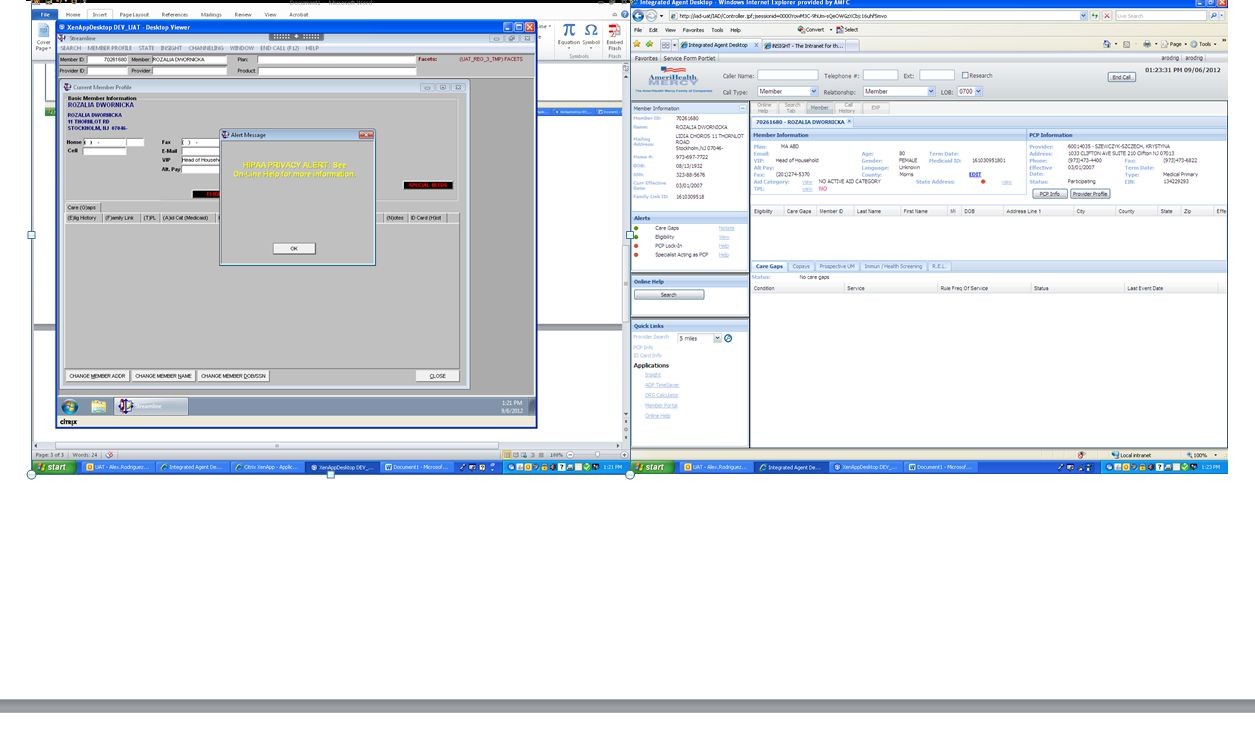 File Home Insert Page Layout References Mailings Review View Acrobat
Cover Page
Equation Symbol Embed Flash
Symbols Flash
XenAppDesktop DEV_UAT - Desktop Viewer
Streamline
SEARCH MEMBER PROFILE STATE INSIGHT CHANNELING WINDOW END CALL (F12) HELP
Member ID: 70261680 Member: ROZALIA DWORNICKA Plan: Facets: (UAT_REG_3_TMP) FACETS
Provider ID: Provider: Product:
Current Member Profile
Basic Member Information
ROZALIA DWORNICKA
ROZALIA DWORNICKA
11 THORNLOT RD
STOCKHOLM, NJ 07046-
Home ( ) - Fax ( ) -
Cell E-Mail
VIP Head of Househ
Alt. Pay
SPECIAL NEEDS
Alert Message
HIPAA PRIVACY ALERT. See
On-Line Help for more information.
OK
Care (G)aps
(E)lig History (F)amily Link (T)PL (A)id Cat (Medicaid) (N)otes ID Card (H)ist
CHANGE MEMBER ADDR CHANGE MEMBER NAME CHANGE MEMBER DOB/SSN CLOSE
Streamline 1:21 PM
9/6/2012
citrix
Page: 3 of 3 Words: 24 100%
start UAT - Alex.Rodriguez... Integrated Agent De... Citrix XenApp - Applic... XenAppDesktop DEV_... Document1 - Microsof... 1:21 PM
Integrated Agent Desktop - Windows Internet Explorer provided by AMFC
Convert Select
Live Search
File Edit View Favorites Tools Help
Integrated Agent Desktop INSIGHT - The Intranet for th... Page Tools
Favorites Service Form Portlet arodrig arodrig
AmeriHealth
MERCY
The AmeriHealth Mercy Family of Companies
Caller Name: Telephone #: Ext: Research
Call Type: Member Relationship: Member LOB: 0700
End Call
01:23:31 PM 09/06/2012
Member Information
Member ID: 70261680
Name: ROZALIA DWORNICKA
Mailing Address: LIDIA CHOROS 11 THORNLOT
ROAD
Stockholm,NJ 07046-
Home #: 973-697-7722
DOB: 08/13/1932
SSN:
Curr Effective Date: 03/01/2007
Family Link ID: 1610309518
Alerts
Care Gaps
Eligibility View
PCP Lock-In Help
Specialist Acting as PCP Help
Online Help
Search
Quick Links
Provider Search 5 miles
PCP Info
ID Card Info
Applications
Insight
ADP TimeSaver
DRG Calculator
Member Portal
Online Help
Online Help Search Tab Member Call History EXP
70261680 - ROZALIA DWORNICKA
Member Information
Plan: MA ABD
Email: Age: 80 Term Date:
VIP: Head of Household Gender: FEMALE Medicaid ID: 161030951801
Alt Pay: Language: Unknown
Fax: (201)274-5370 County: Morris EDIT
Aid Category: view NO ACTIVE AID CATEGORY State Address: view
TPL: view NO
PCP Information
Provider: 60014035 - SZEWCZYK-SZCZECH, KRYSTYNA
Address: 1033 CLIFTON AVE SUITE 210 Clifton NJ 07013
Phone: (973)473-4400 Fax: (973)473-6822
Effective Date: 03/01/2007 Term Date:
Type: Medical Primary
Status: Participating EIN: 134229293
PCP Info Provider Profile
Eligiblity Care Gaps Member ID Last Name First Name MI DOB Address Line 1 City County State Zip Effe
Care Gaps Copays Prospective UM Immun / Health Screening R.E.L.
Status: No care gaps
Condition Service Rule Freq Of Service Status Last Event Date
Local intranet 100%
start UAT - Alex.Rodriguez... Integrated Agent De... XenAppDesktop DEV_... Document1 - Microsof... 1:23 PM